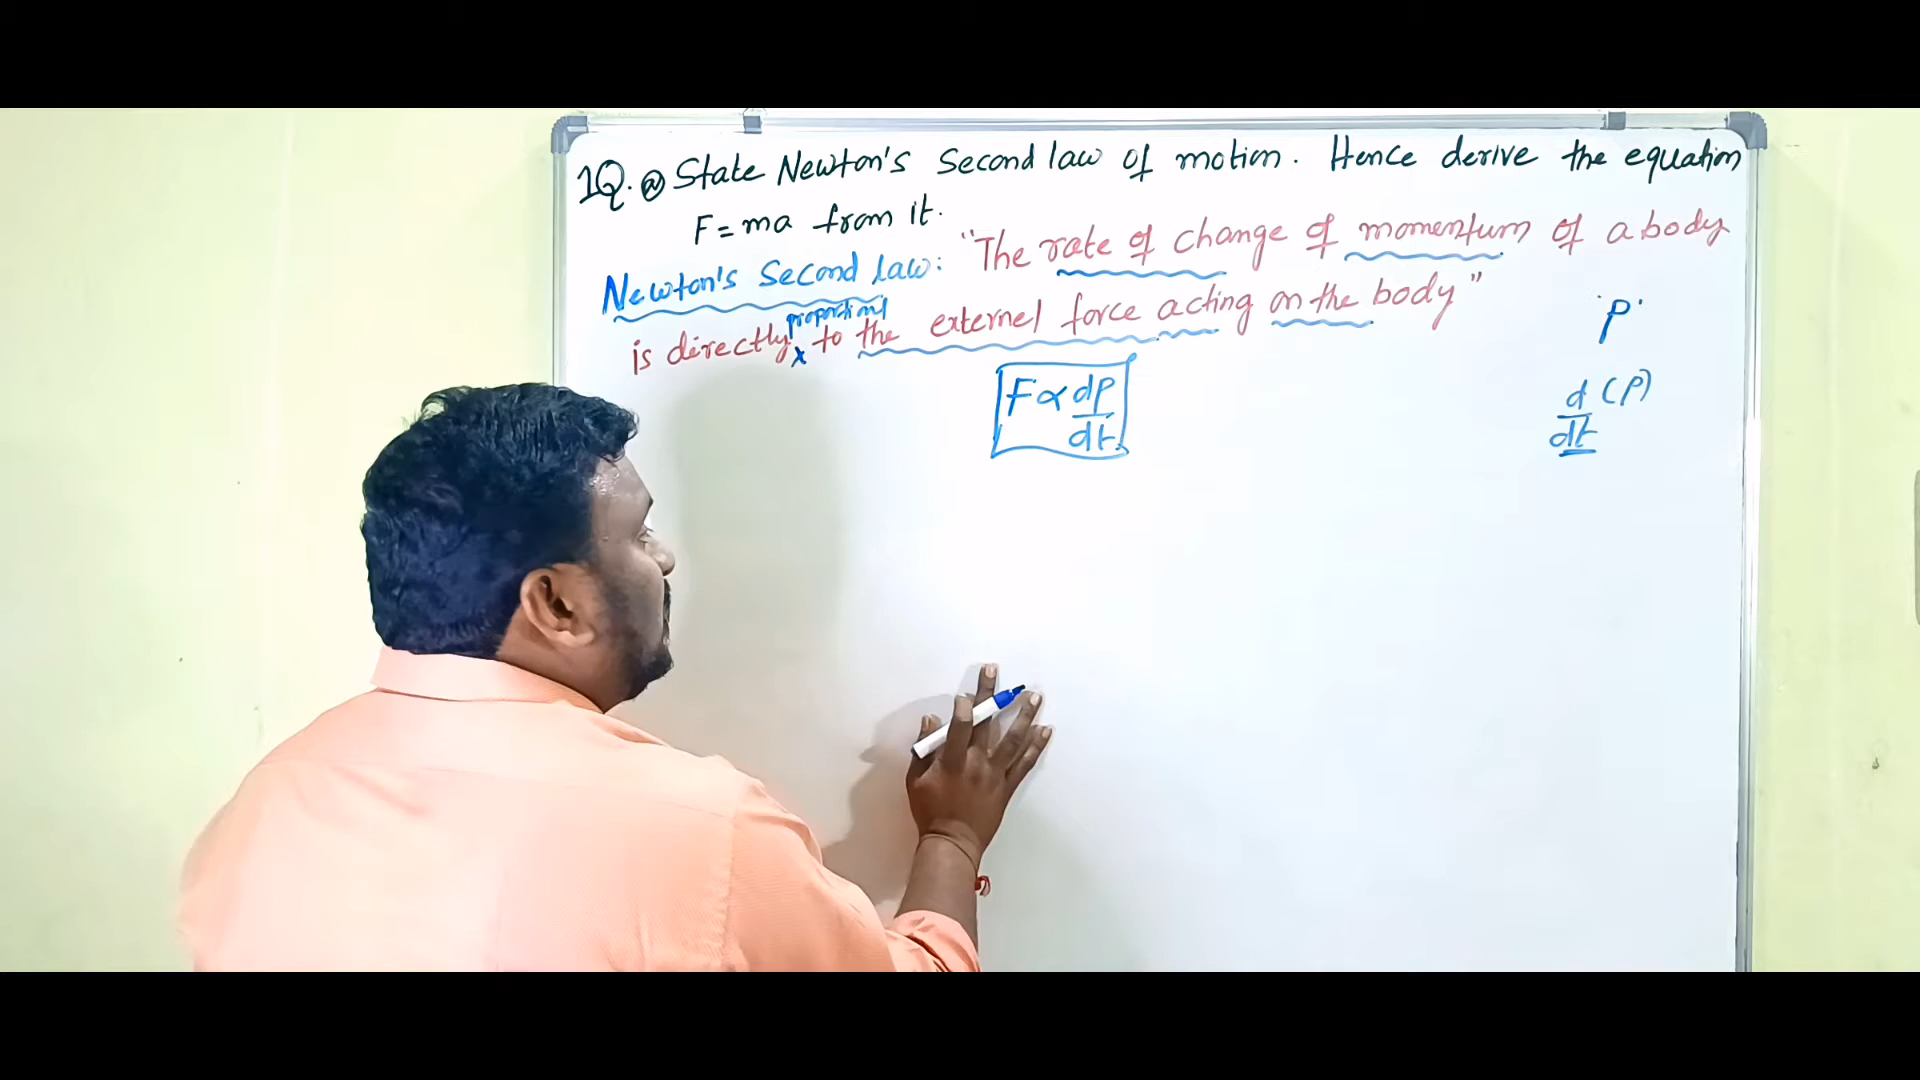 1Q. @ State Newton's Second law of motion. Hence derive the equation
F = ma from it.
Newton's Second law: "The rate of change of momentum of a body
is directly proportional to the external force acting on the body"
P
F ∝ dp/dt
d/dt (P)